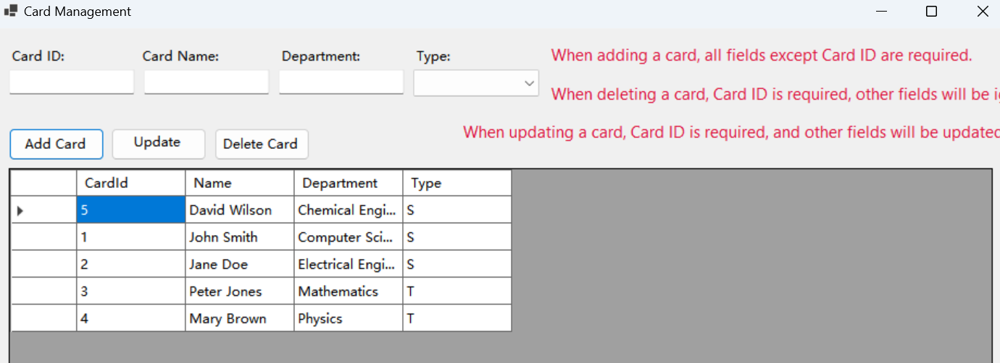 Card Management
Card ID: Card Name: Department: Type:
When adding a card, all fields except Card ID are required.
When deleting a card, Card ID is required, other fields will be
When updating a card, Card ID is required, and other fields will be updated
Add Card Update Delete Card
CardId Name Department Type
5 David Wilson Chemical Engi... S
1 John Smith Computer Sci... S
2 Jane Doe Electrical Engi... S
3 Peter Jones Mathematics T
4 Mary Brown Physics T